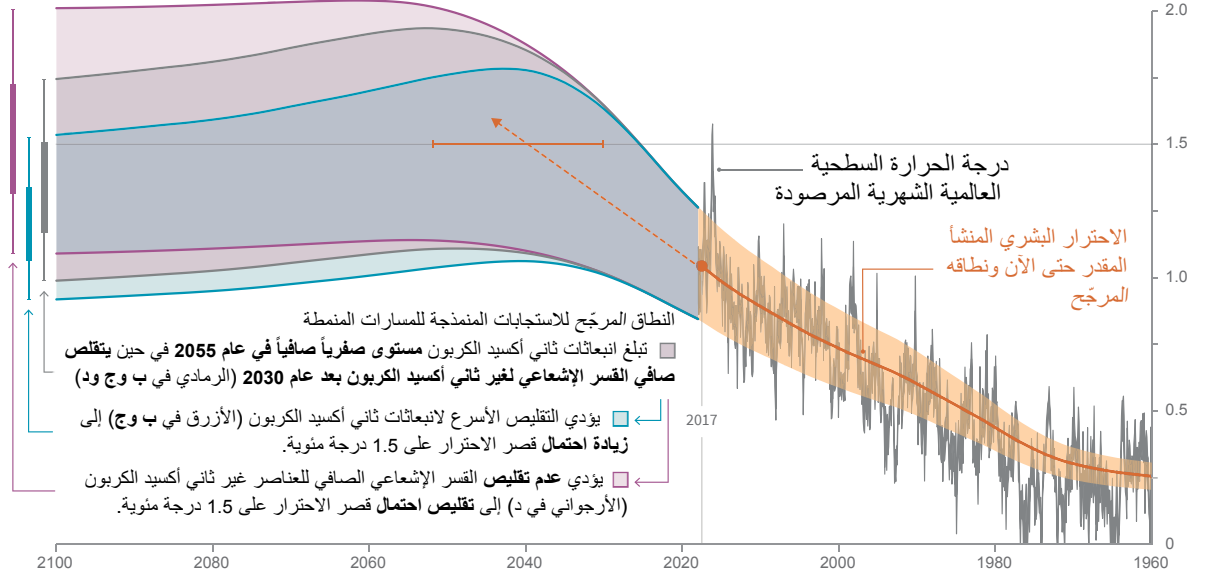 2.0
1.5
1.0
0.5
0
درجة الحرارة السطحية
العالمية الشهرية المرصودة
الاحترار البشري المنشأ
المقدر حتى الآن ونطاقه
المرجّح
النطاق المرجّح للاستجابات المنمذجة للمسارات المنمطة
تبلغ انبعاثات ثاني أكسيد الكربون مستوى صفرياً صافياً في عام 2055 في حين يتقلص
صافي القسر الإشعاعي لغير ثاني أكسيد الكربون بعد عام 2030 (الرمادي في ب وج ود)
يؤدي التقليص الأسرع لانبعاثات ثاني أكسيد الكربون (الأزرق في ب وج) إلى
زيادة احتمال قصر الاحترار على 1.5 درجة مئوية.
يؤدي عدم تقليص القسر الإشعاعي الصافي للعناصر غير ثاني أكسيد الكربون
(الأرجواني في د) إلى تقليص احتمال قصر الاحترار على 1.5 درجة مئوية.
2017
1960
1980
2000
2020
2040
2060
2080
2100